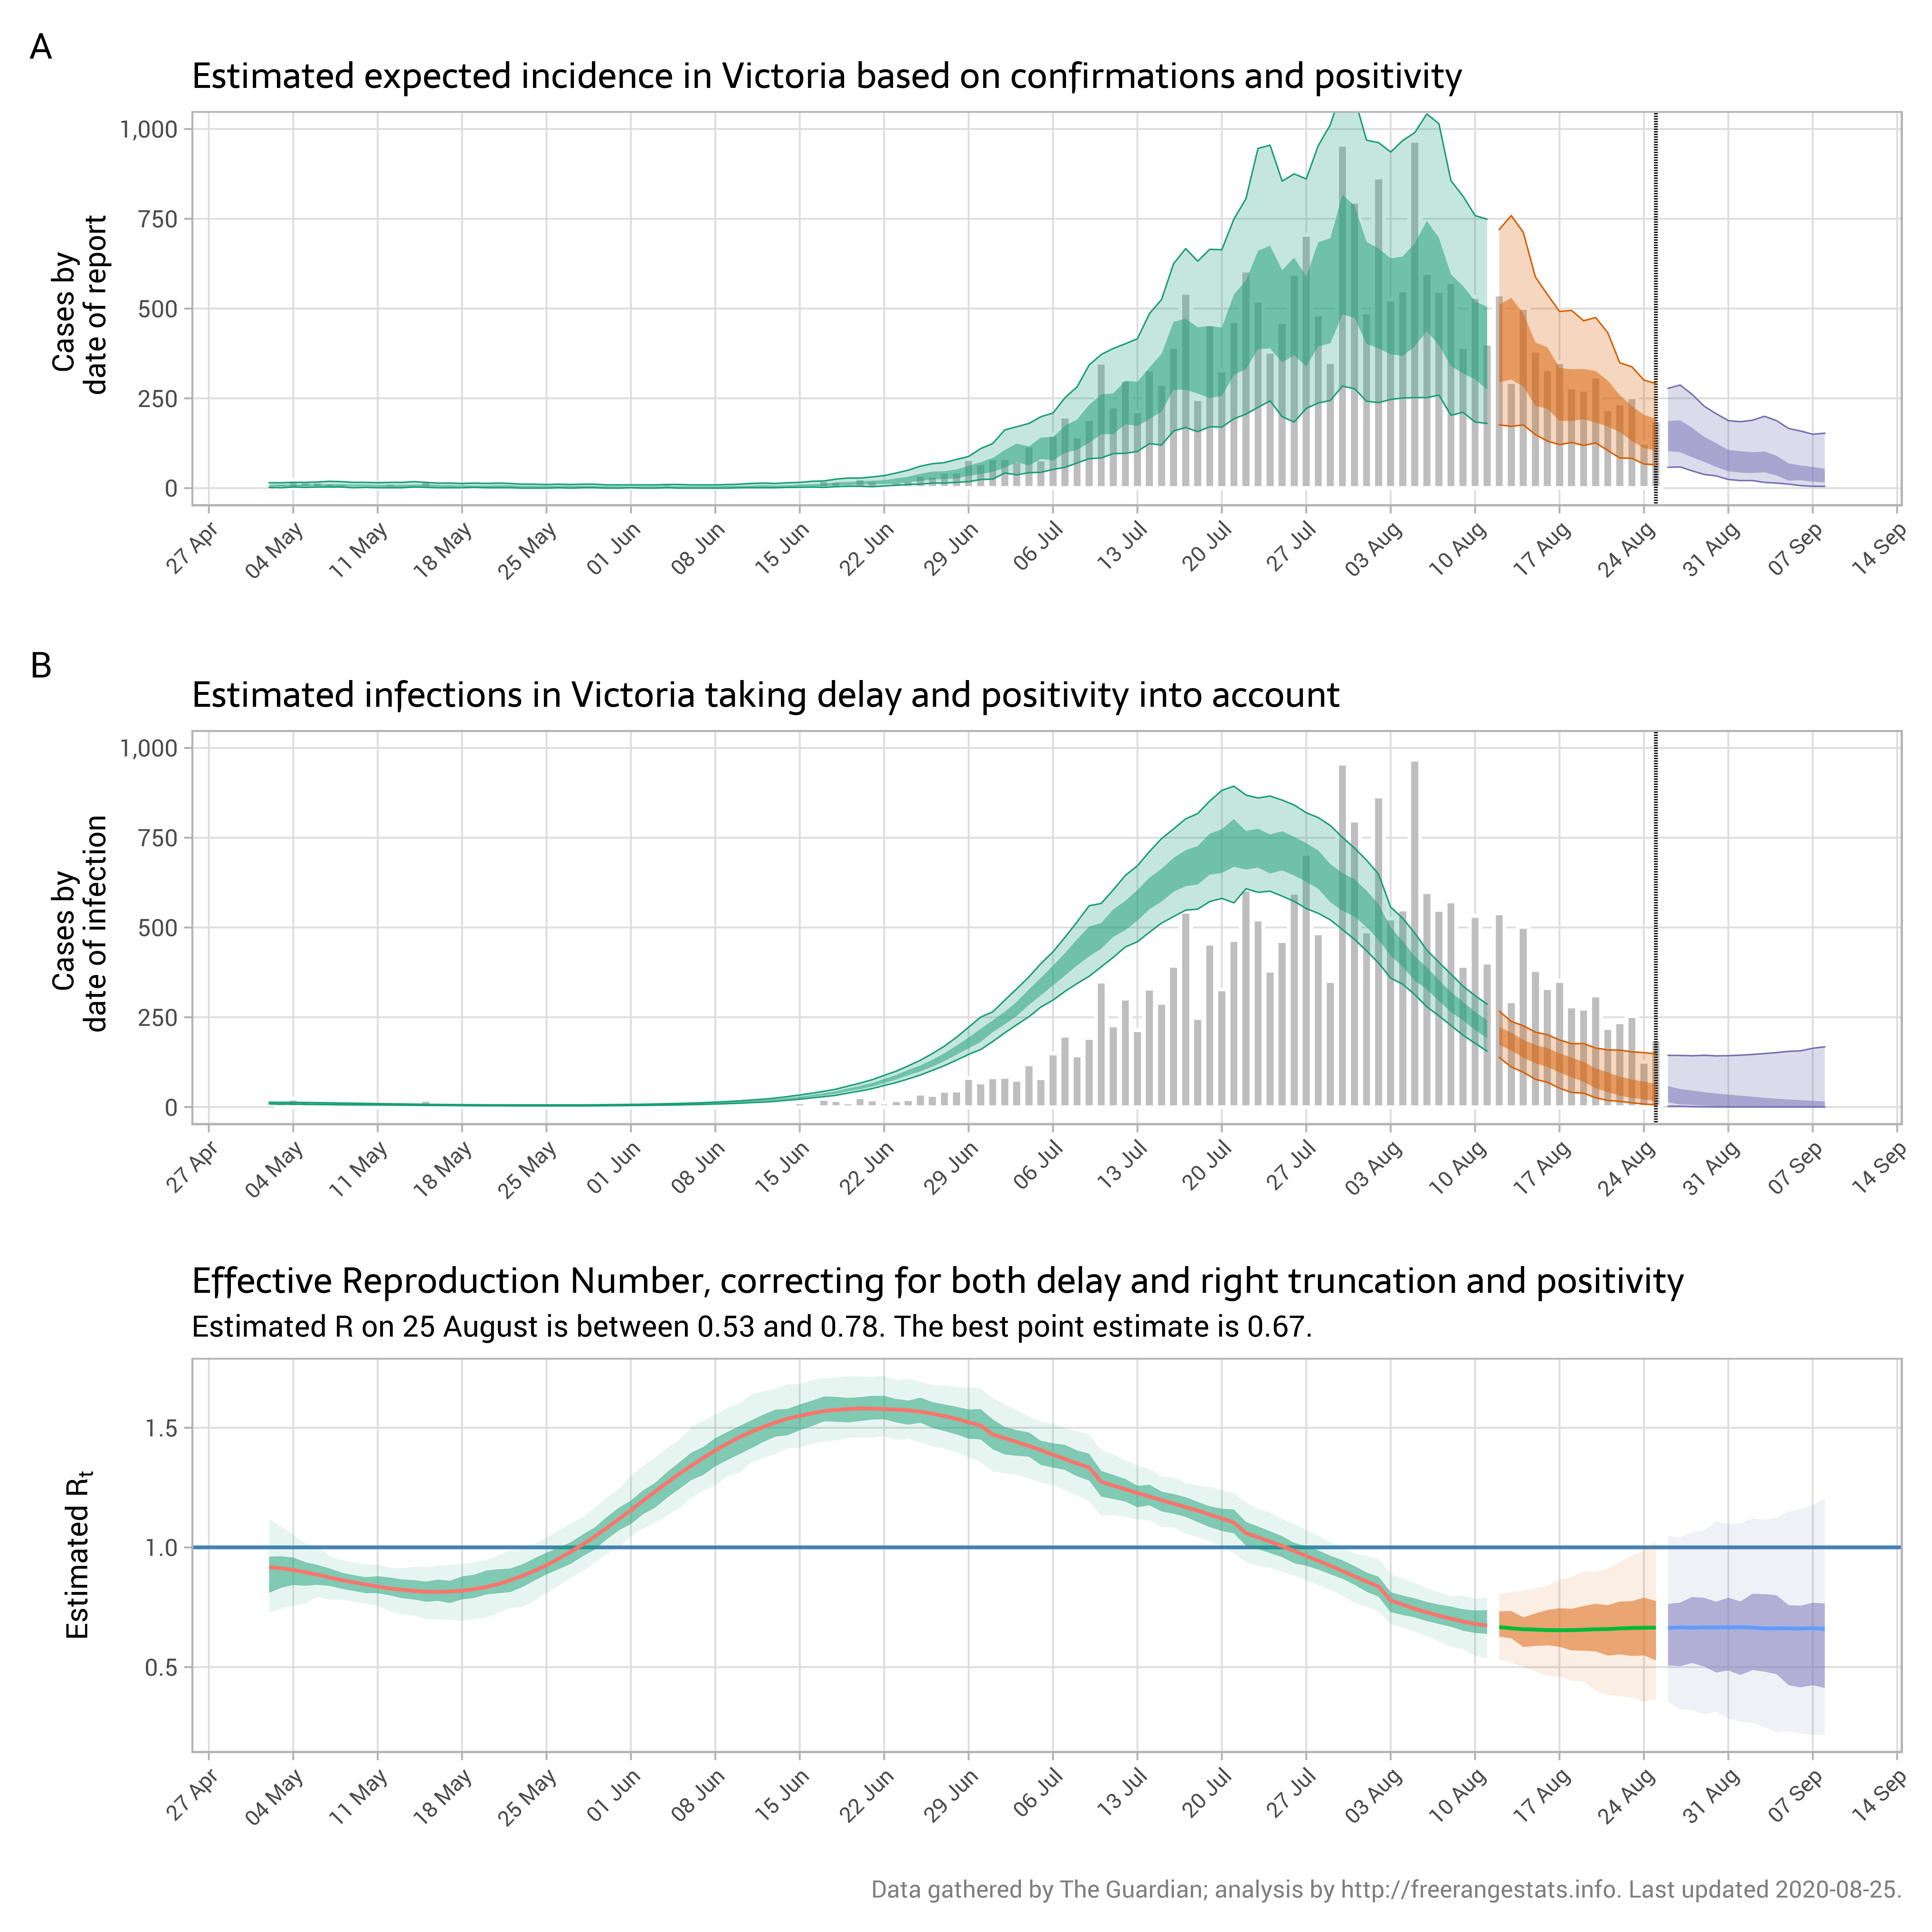 A
Estimated expected incidence in Victoria based on confirmations and positivity
Cases by
date of report
1,000
750
500
250
0
27 Apr
04 May
11 May
18 May
25 May
01 Jun
08 Jun
15 Jun
22 Jun
29 Jun
06 Jul
13 Jul
20 Jul
27 Jul
03 Aug
10 Aug
17 Aug
24 Aug
31 Aug
07 Sep
14 Sep
B
Estimated infections in Victoria taking delay and positivity into account
Cases by
date of infection
1,000
750
500
250
0
27 Apr
04 May
11 May
18 May
25 May
01 Jun
08 Jun
15 Jun
22 Jun
29 Jun
06 Jul
13 Jul
20 Jul
27 Jul
03 Aug
10 Aug
17 Aug
24 Aug
31 Aug
07 Sep
14 Sep
Effective Reproduction Number, correcting for both delay and right truncation and positivity
Estimated R on 25 August is between 0.53 and 0.78. The best point estimate is 0.67.
Estimated Rt
1.5
1.0
0.5
27 Apr
04 May
11 May
18 May
25 May
01 Jun
08 Jun
15 Jun
22 Jun
29 Jun
06 Jul
13 Jul
20 Jul
27 Jul
03 Aug
10 Aug
17 Aug
24 Aug
31 Aug
07 Sep
14 Sep
Data gathered by The Guardian; analysis by http://freerangestats.info. Last updated 2020-08-25.